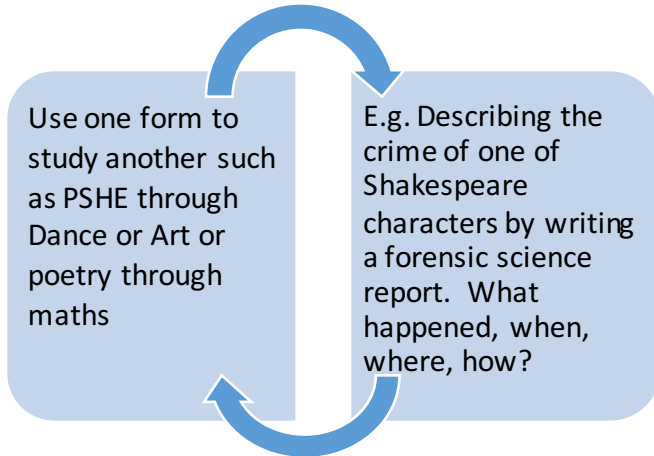 Use one form to
study another such
as PSHE through
Dance or Art or
poetry through
maths
E.g. Describing the
crime of one of
Shakespeare
characters by writing
a forensic science
report. What
happened, when,
where, how?